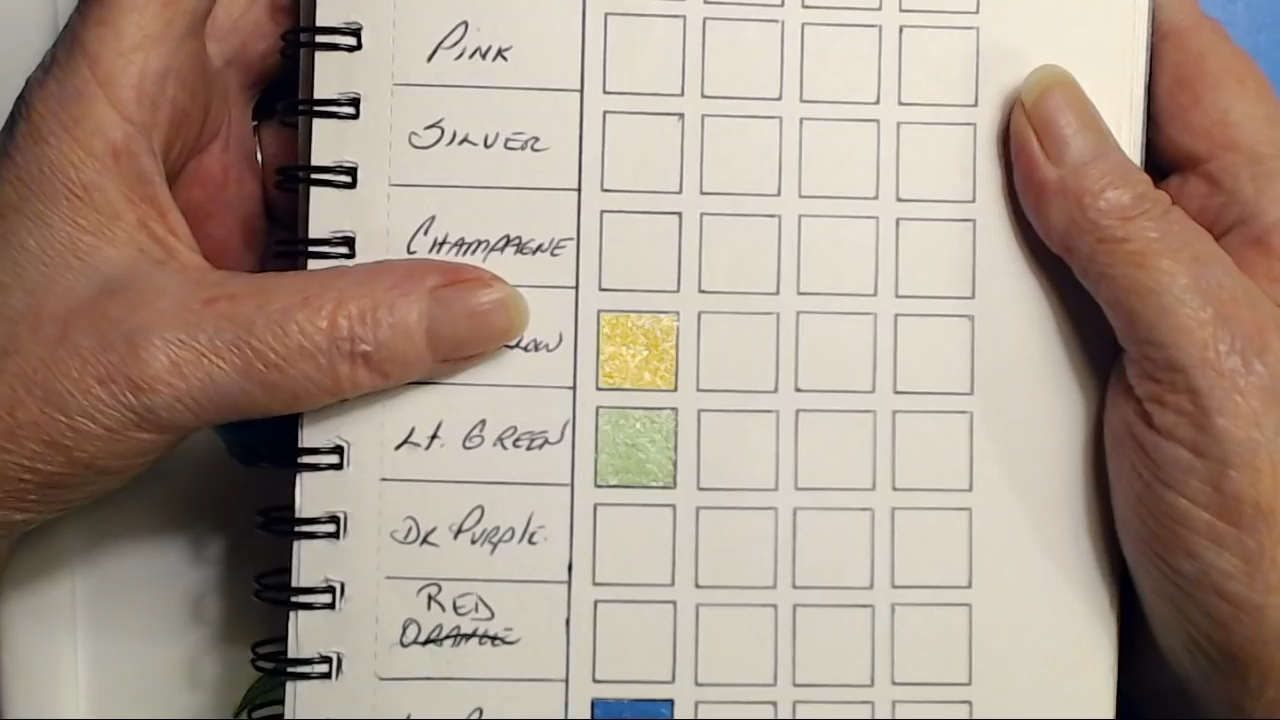 PINK
SILVER
CHAMPAGNE
LT. GREEN
DK PURPLE
RED
ORANGE